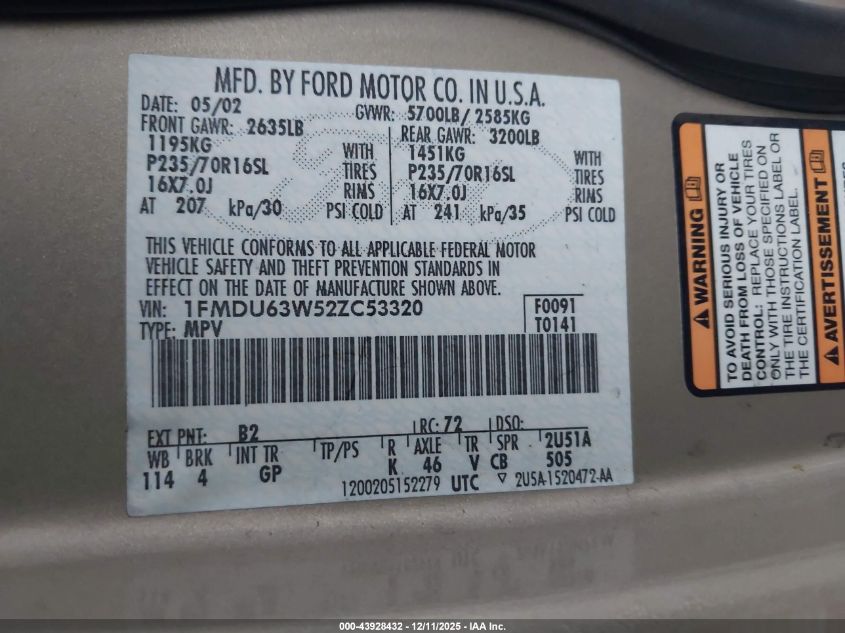 MFD. BY FORD MOTOR CO. IN U.S.A.
DATE: 05/02 GVWR: 5700LB/ 2585KG
FRONT GAWR: 2635LB REAR GAWR: 3200LB
1195KG WITH 1451KG WITH
P235/70R16SL TIRES P235/70R16SL TIRES
16X7.0J RIMS 16X7.0J RIMS
AT 207 kPa/30 PSI COLD AT 241 kPa/35 PSI COLD
THIS VEHICLE CONFORMS TO ALL APPLICABLE FEDERAL MOTOR
VEHICLE SAFETY AND THEFT PREVENTION STANDARDS IN
EFFECT ON THE DATE OF MANUFACTURE SHOWN ABOVE.
VIN: 1FMDU63W52ZC53320 F0091
TYPE: MPV T0141
EXT PNT: B2 RC: 72 DSO:
WB BRK INT TR TP/PS R AXLE TR SPR 2U51A
114 4 GP K 46 V CB 505
1200205152279 UTC ▽ 2U5A-1520472-AA
WARNING
TO AVOID SERIOUS INJURY OR
DEATH FROM LOSS OF VEHICLE
CONTROL: REPLACE YOUR TIRES
ONLY WITH THOSE SPECIFIED ON
THE TIRE INSTRUCTIONS LABEL OR
THE CERTIFICATION LABEL.
AVERTISSEMENT
000-43928432 - 12/11/2025 - IAA Inc.